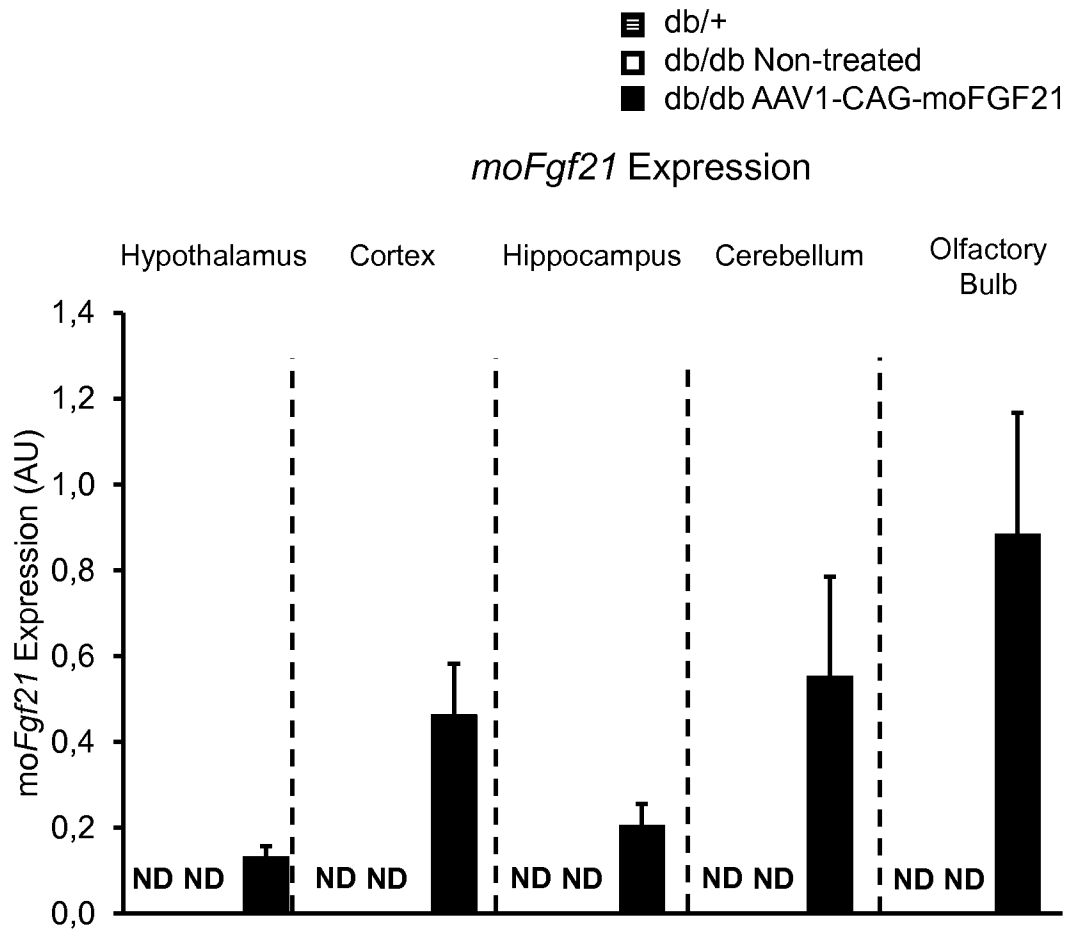 db/+
db/db Non-treated
db/db AAV1-CAG-moFGF21
moFgf21 Expression
Hypothalamus
Cortex
Hippocampus
Cerebellum
Olfactory
Bulb
moFgf21 Expression (AU)
1,4
1,2
1,0
0,8
0,6
0,4
0,2
0,0
ND ND
ND ND
ND ND
ND ND
ND ND